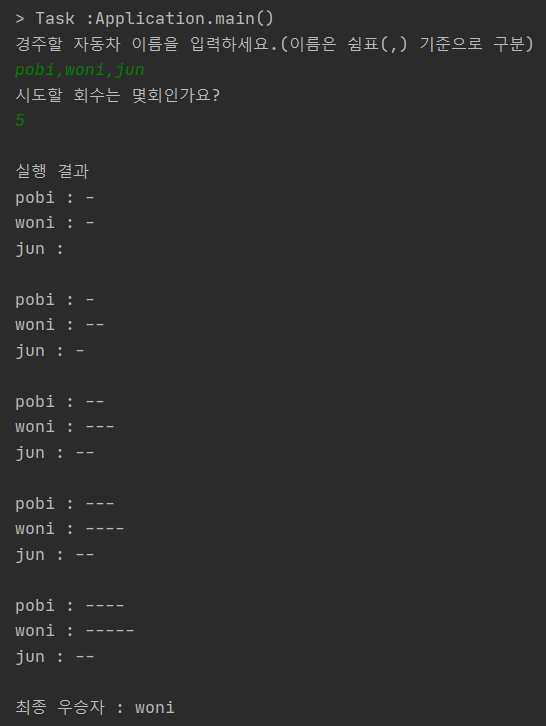 > Task :Application.main()
경주할 자동차 이름을 입력하세요.(이름은 쉼표(,) 기준으로 구분)
pobi,woni,jun
시도할 회수는 몇회인가요?
5
실행 결과
pobi : -
woni : -
jun :
pobi : -
woni : --
jun : -
pobi : --
woni : ---
jun : --
pobi : ---
woni : ----
jun : --
pobi : ----
woni : -----
jun : --
최종 우승자 : woni